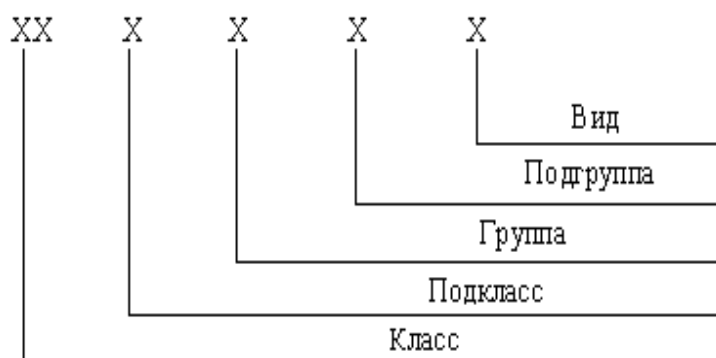 XX X X X X
Вид
Подгруппа
Группа
Подкласс
Класс